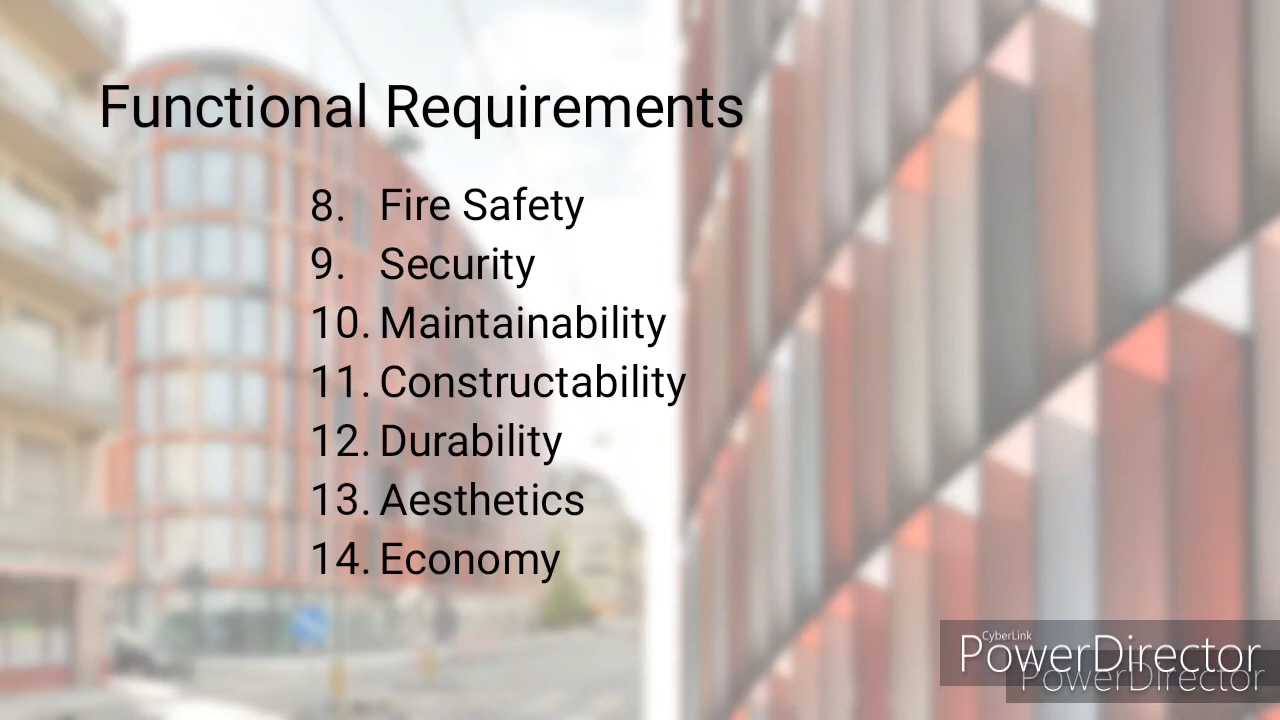 Functional Requirements
8. Fire Safety
9. Security
10. Maintainability
11. Constructability
12. Durability
13. Aesthetics
14. Economy
CyberLink
PowerDirector
PowerDirector